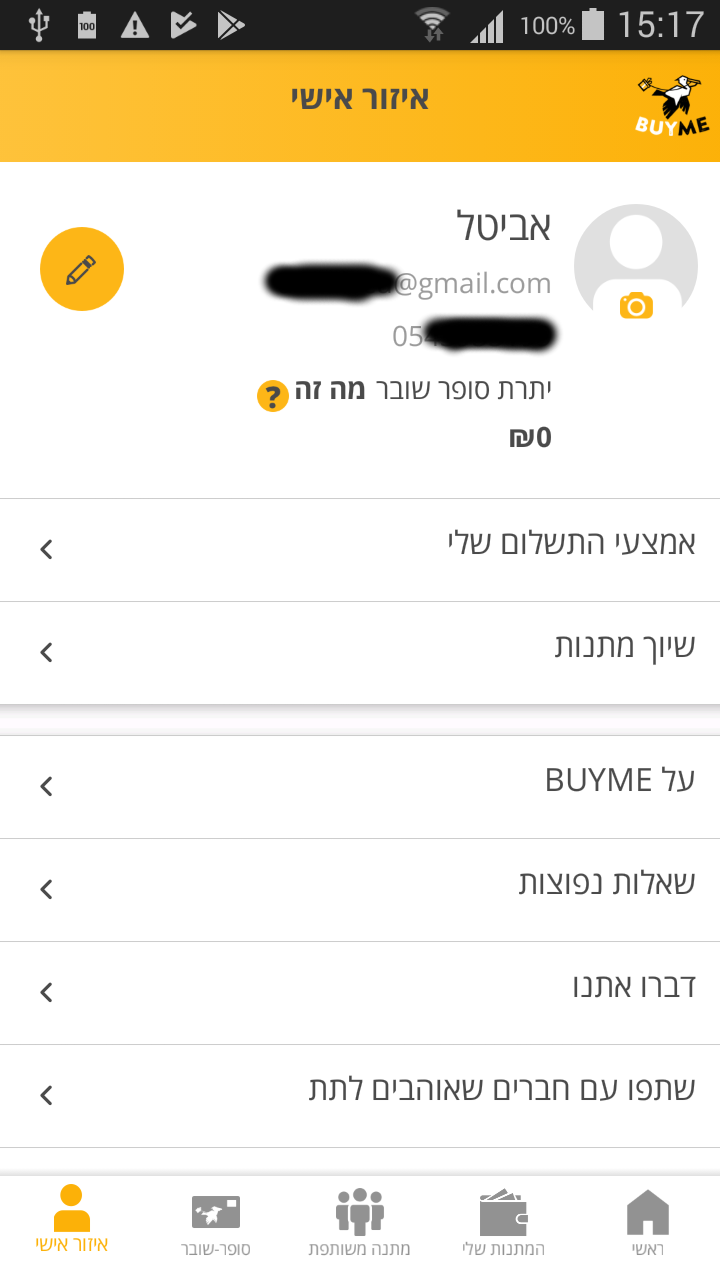 100
100%
15:17
איזור אישי
BUYME
אביטל
@gmail.com
05
יתרת סופר שובר מה זה ?
₪0
אמצעי התשלום שלי
שיוך מתנות
על BUYME
שאלות נפוצות
דברו אתנו
שתפו עם חברים שאוהבים לתת
ראשי
המתנות שלי
מתנה משותפת
סופר-שובר
איזור אישי